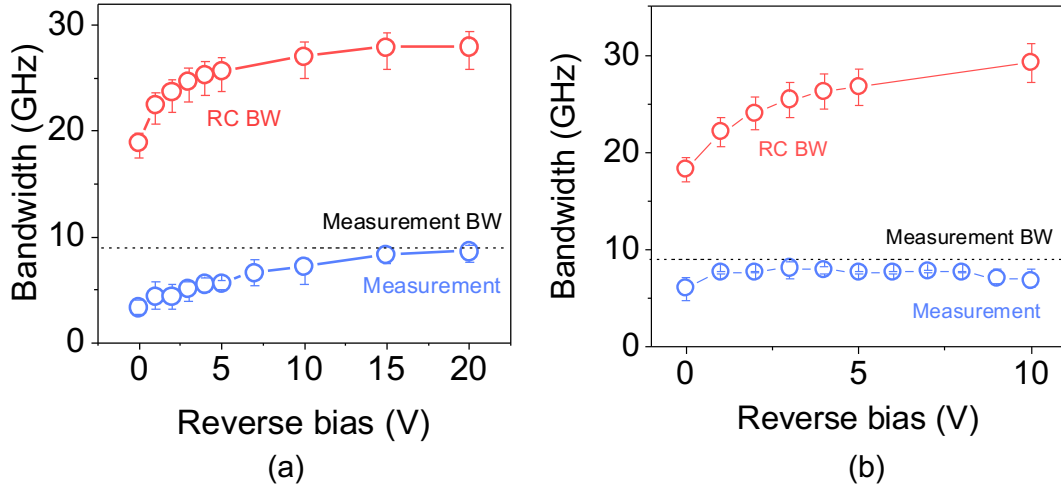 Bandwidth (GHz)
30
20
10
0
RC BW
Measurement BW
Measurement
0 5 10 15 20
Reverse bias (V)
(a)
Bandwidth (GHz)
30
20
10
0
RC BW
Measurement BW
Measurement
0 5 10
Reverse bias (V)
(b)